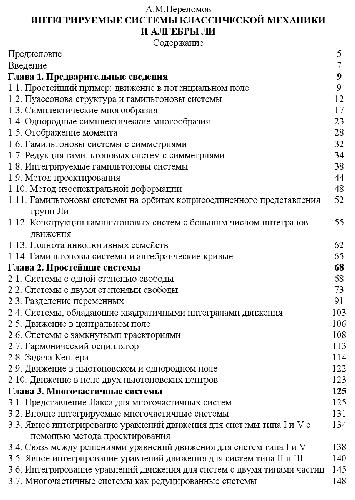 А.М.Переломов
ИНТЕГРИРУЕМЫЕ СИСТЕМЫ КЛАССИЧЕСКОЙ МЕХАНИКИ
И АЛГЕБРЫ ЛИ
Содержание
Предисловие 5
Введение 7
Глава 1. Предварительные сведения 9
1.1. Простейший пример: движение в потенциальном поле 9
1.2. Пуассонова структура и гамильтоновы системы 12
1.3. Симплектические многообразия 17
1.4. Однородные симплектические многообразия 23
1.5. Отображение момента 28
1.6. Гамильтоновы системы с симметриями 32
1.7. Редукция гамильтоновых систем с симметриями 34
1.8. Интегрируемые гамильтоновы системы 38
1.9. Метод проектирования 44
1.10. Метод изоспектральной деформации 48
1.11. Гамильтоновы системы на орбитах коприсоединенного представления 52
групп Ли
1.12. Конструкции гамильтоновых систем с большим числом интегралов 55
движения
1.13. Полнота инволютивных семейств 62
1.14. Гамильтоновы системы и алгебраические кривые 65
Глава 2. Простейшие системы 68
2.1. Системы с одной степенью свободы 68
2.2. Системы с двумя степенями свободы 73
2.3. Разделение переменных 91
2.4. Системы, обладающие квадратичными интегралами движения 103
2.5. Движение в центральном поле 106
2.6. Системы с замкнутыми траекториями 108
2.7. Гармонический осциллятор 113
2.8. Задача Кеплера 114
2.9. Движение в ньютоновском и однородном поле 122
2.10. Движение в поле двух ньютоновских центров 123
Глава 3. Многочастичные системы 125
3.1. Представление Лакса для многочастичных систем 125
3.2. Вполне интегрируемые многочастичные системы 131
3.3. Явное интегрирование уравнений движения для систем типа I и V с 134
помощью метода проектирования
3.4. Связь между решениями уравнений движения для систем типа I и V 138
3.5. Явное интегрирование уравнений движения для систем типа II и III 140
3.6. Интегрирование уравнений движения для систем с двумя типами частиц 145
3.7. Многочастичные системы как редуцированные системы 148